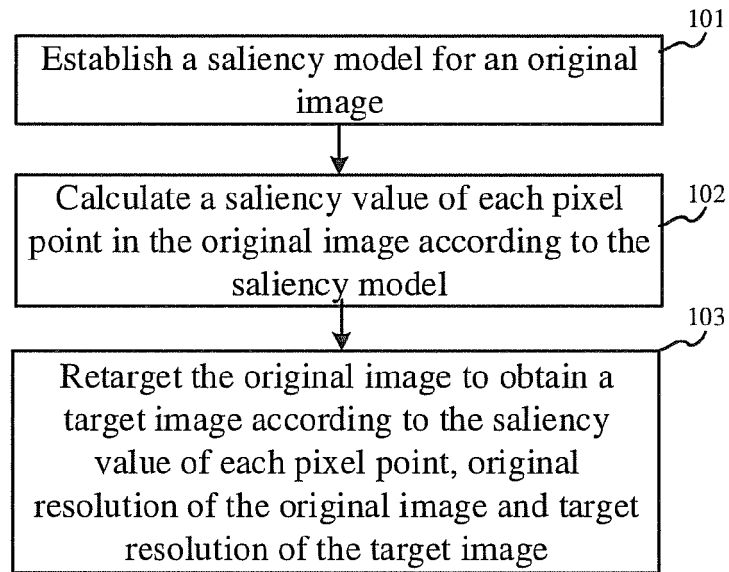 101
Establish a saliency model for an original
image
102
Calculate a saliency value of each pixel
point in the original image according to the
saliency model
103
Retarget the original image to obtain a
target image according to the saliency
value of each pixel point, original
resolution of the original image and target
resolution of the target image